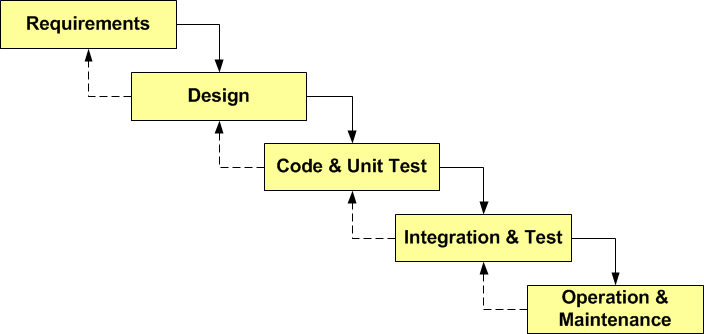 Requirements
Design
Code & Unit Test
Integration & Test
Operation &
Maintenance